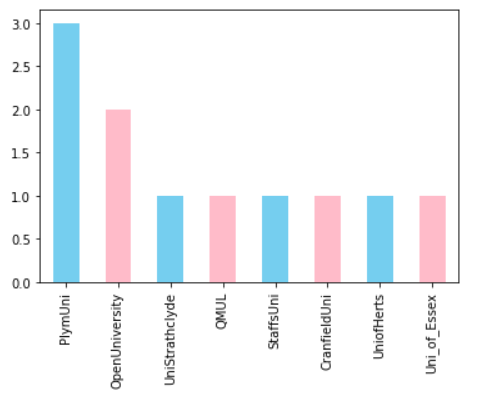 3.0
2.5
2.0
1.5
1.0
0.5
0.0
PlymUni
OpenUniversity
UniStrathclyde
QMUL
StaffsUni
CranfieldUni
UniofHerts
Uni_of_Essex